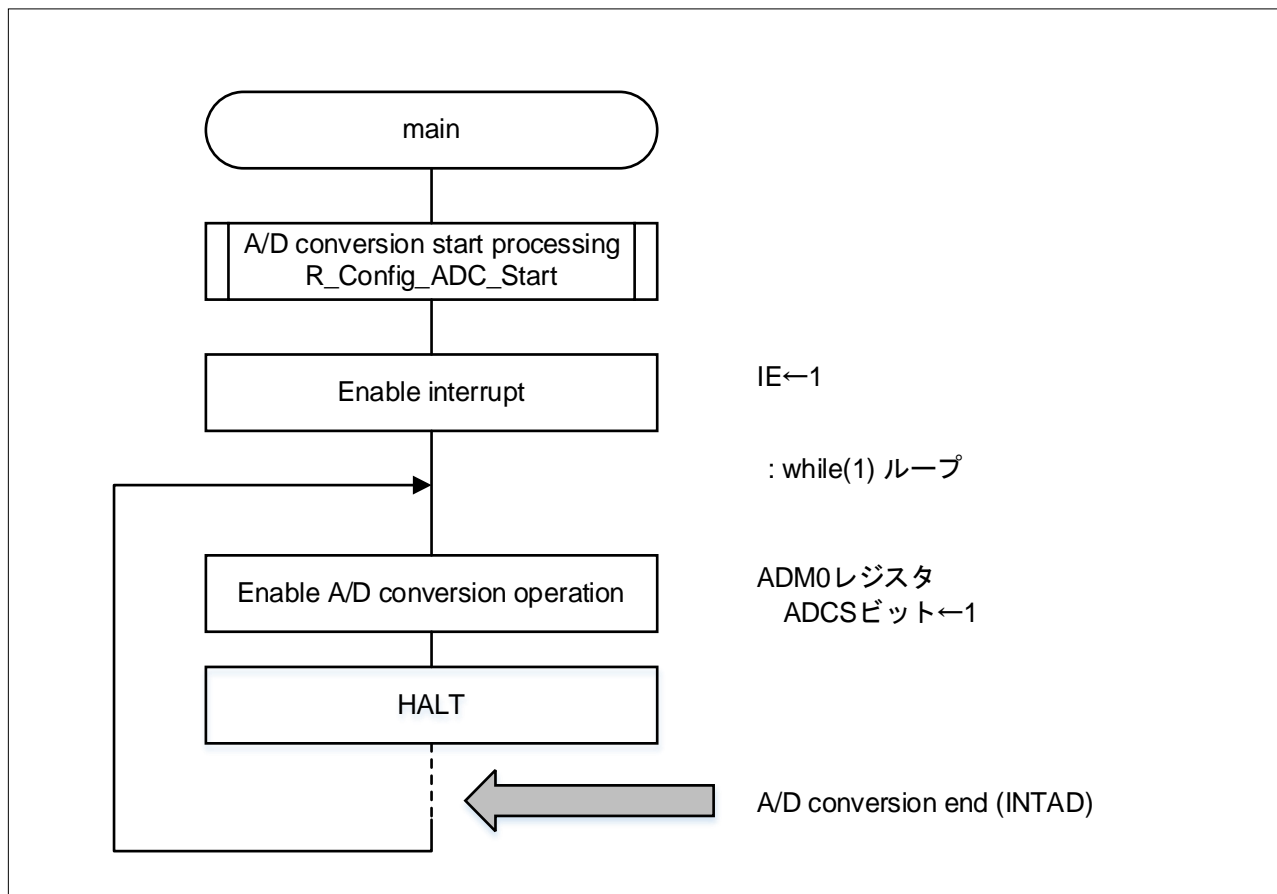 main
A/D conversion start processing
R_Config_ADC_Start
Enable interrupt
IE←1
: while(1) ループ
Enable A/D conversion operation
ADM0レジスタ
ADCSビット←1
HALT
A/D conversion end (INTAD)